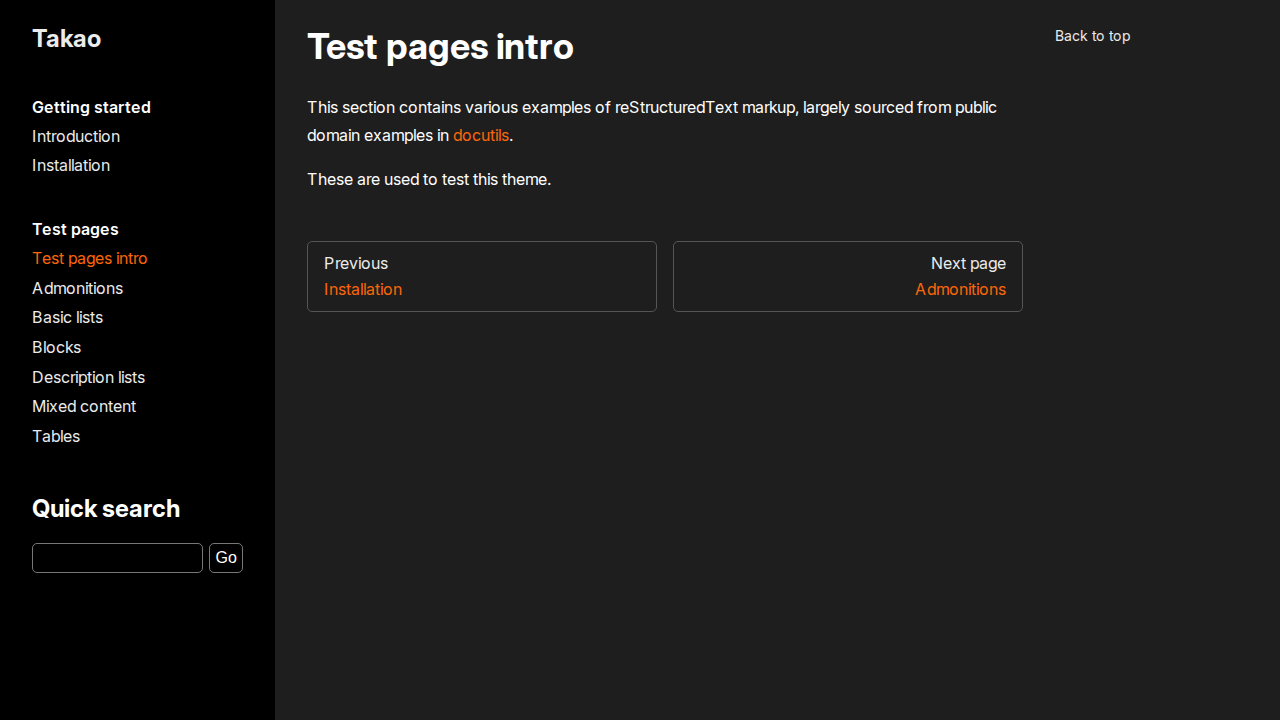 Takao
Getting started
Introduction
Installation
Test pages
Test pages intro
Admonitions
Basic lists
Blocks
Description lists
Mixed content
Tables
Quick search
Go
Test pages intro
This section contains various examples of reStructuredText markup, largely sourced from public
domain examples in docutils.
These are used to test this theme.
Previous
Installation
Next page
Admonitions
Back to top